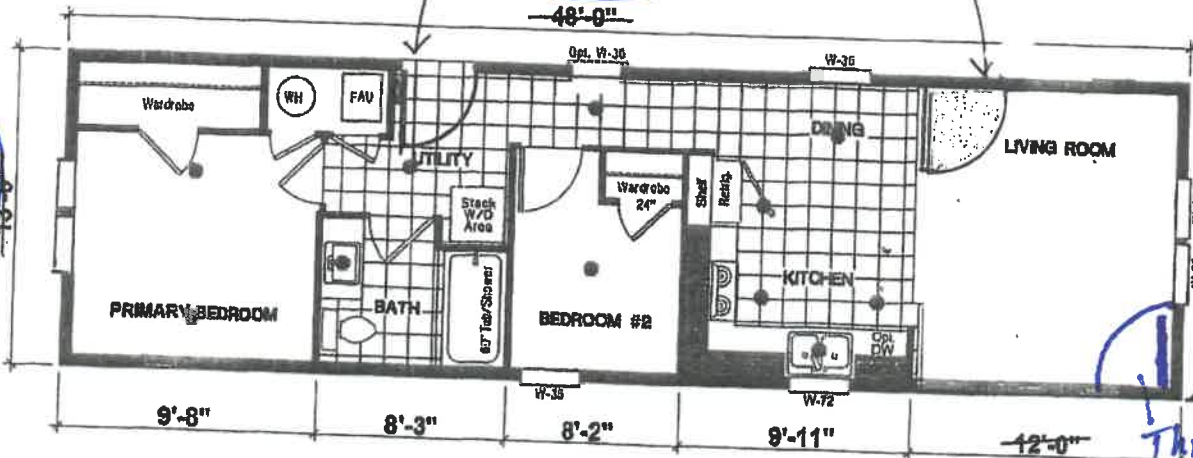 48'-0"
Opt. W-36
W-36
Wardrobe
WH
FAU
UTILITY
DINING
LIVING ROOM
Stack
W/D
Area
Wardrobe
24"
Shelf
Refrig.
PRIMARY BEDROOM
BATH
60" Tub/Shower
BEDROOM #2
KITCHEN
Opt.
DW
W-35
W-72
9'-8"
8'-3"
8'-2"
9'-11"
12'-0"